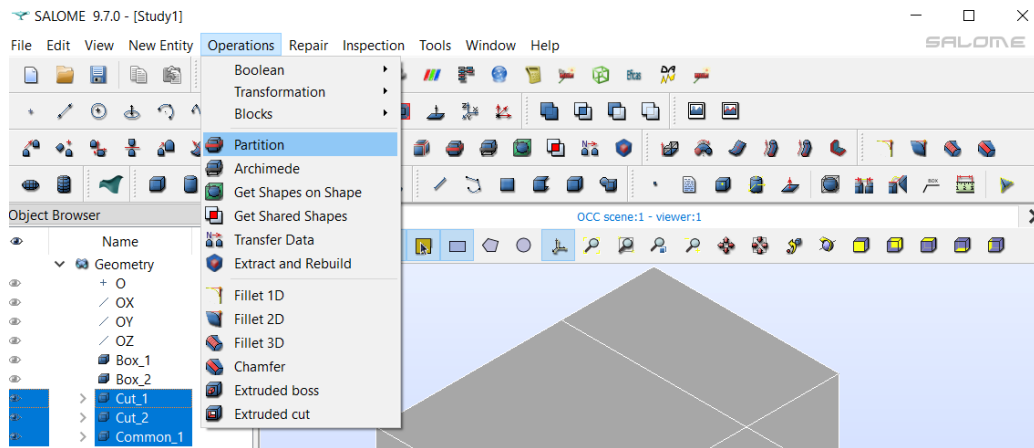 SALOME 9.7.0 - [Study1]
File Edit View New Entity Operations Repair Inspection Tools Window Help
SALOME
Boolean
Transformation
Blocks
Partition
Archimede
Get Shapes on Shape
Get Shared Shapes
Transfer Data
Extract and Rebuild
Fillet 1D
Fillet 2D
Fillet 3D
Chamfer
Extruded boss
Extruded cut
Object Browser
Name
Geometry
O
OX
OY
OZ
Box_1
Box_2
Cut_1
Cut_2
Common_1
OCC scene:1 - viewer:1